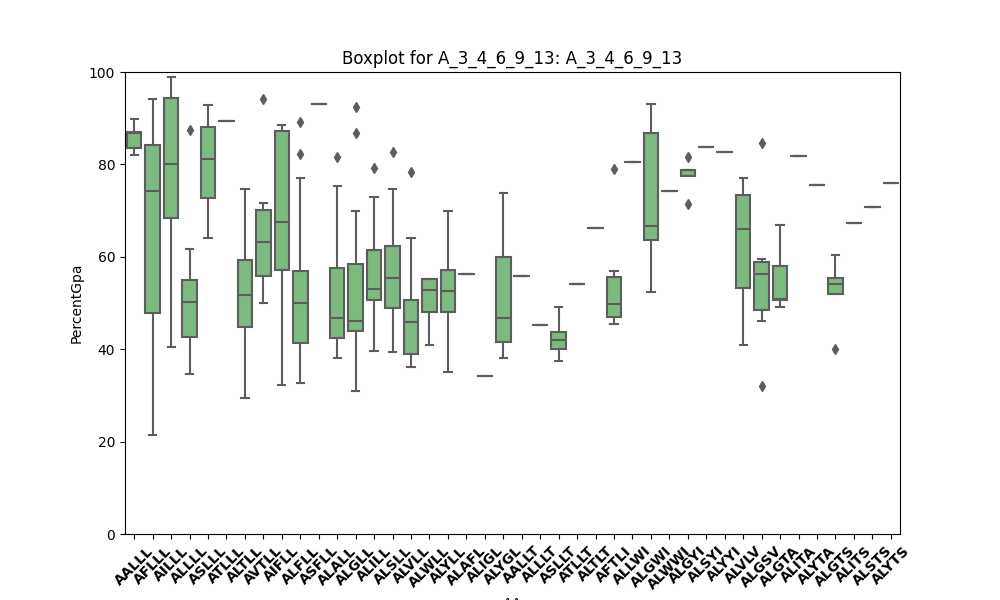 Boxplot for A_3_4_6_9_13: A_3_4_6_9_13
PercentGpa
100
80
60
40
20
0
AALLL
AFLLL
AILLL
ALLLL
ASLLL
ATLLL
ALTLL
AVTLL
AIFLL
ALFLL
ASFLL
ALALL
ALGLL
ALILL
ALSLL
ALVLL
ALWLL
ALYLL
ALAFL
ALIGL
ALYGL
AALLT
ALLLT
ASLLT
ATLLT
ALTLT
AFTLI
ALLWI
ALGWI
ALWWI
ALGYI
ALSYI
ALYYI
ALVLV
ALGSV
ALGTA
ALITA
ALYTA
ALGTS
ALITS
ALSTS
ALYTS